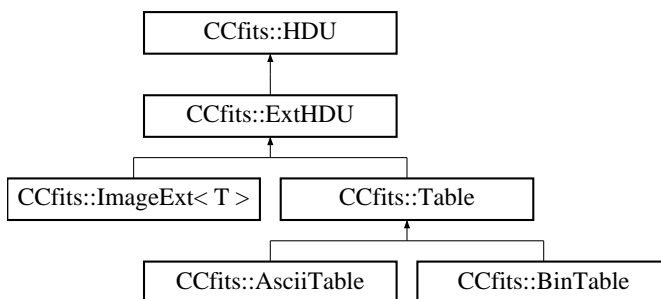 CCfits::HDU
CCfits::ExtHDU
CCfits::ImageExt< T >
CCfits::Table
CCfits::AsciiTable
CCfits::BinTable